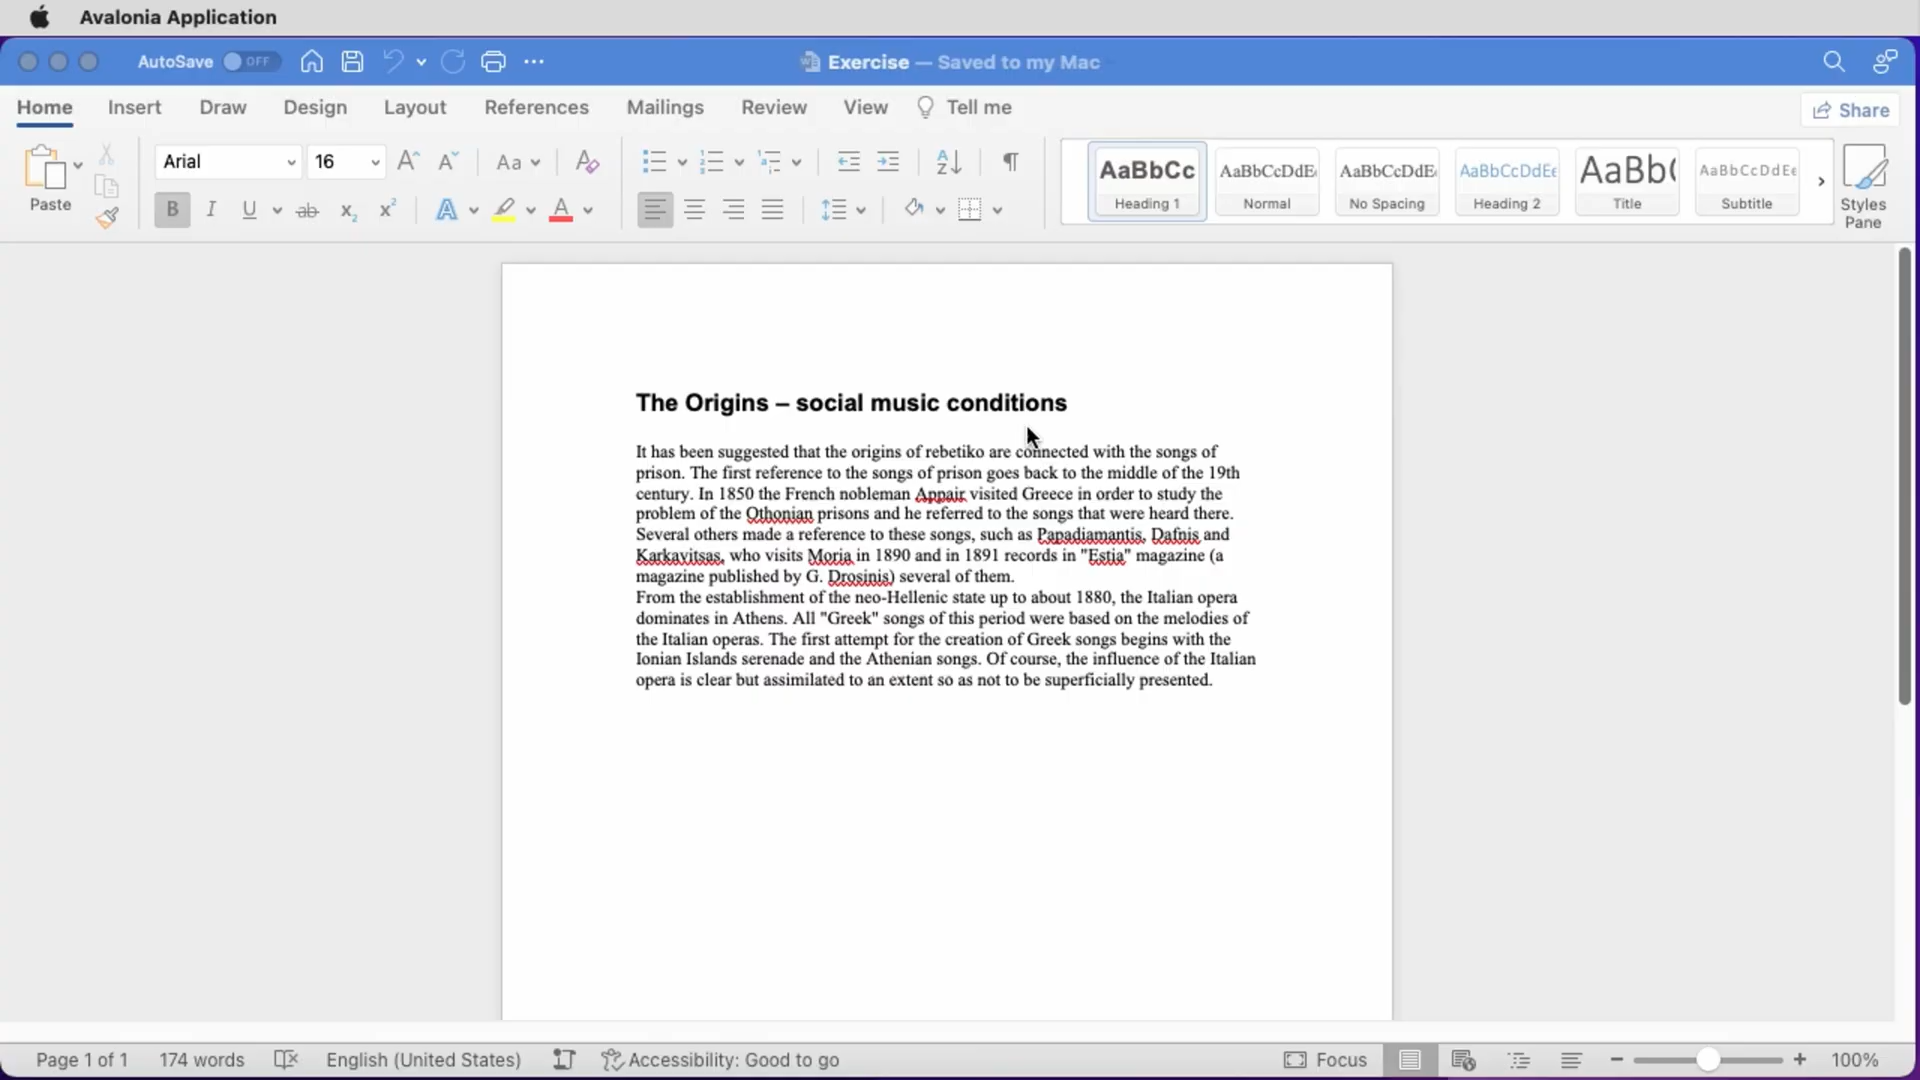 Avalonia Application
AutoSave OFF Exercise — Saved to my Mac
Home Insert Draw Design Layout References Mailings Review View Tell me Share
Paste Arial 16 Aa AaBbCc AaBbCcDdE AaBbCcDdE AaBbCcDdEe AaBb( AaBbCcDdEe Styles Pane
Heading 1 Normal No Spacing Heading 2 Title Subtitle
The Origins – social music conditions
It has been suggested that the origins of rebetiko are connected with the songs of
prison. The first reference to the songs of prison goes back to the middle of the 19th
century. In 1850 the French nobleman Appair visited Greece in order to study the
problem of the Othonian prisons and he referred to the songs that were heard there.
Several others made a reference to these songs, such as Papadiamantis, Dafnis and
Karkavitsas, who visits Moria in 1890 and in 1891 records in "Estia" magazine (a
magazine published by G. Drosinis) several of them.
From the establishment of the neo-Hellenic state up to about 1880, the Italian opera
dominates in Athens. All "Greek" songs of this period were based on the melodies of
the Italian operas. The first attempt for the creation of Greek songs begins with the
Ionian Islands serenade and the Athenian songs. Of course, the influence of the Italian
opera is clear but assimilated to an extent so as not to be superficially presented.
Page 1 of 1 174 words English (United States) Accessibility: Good to go Focus 100%